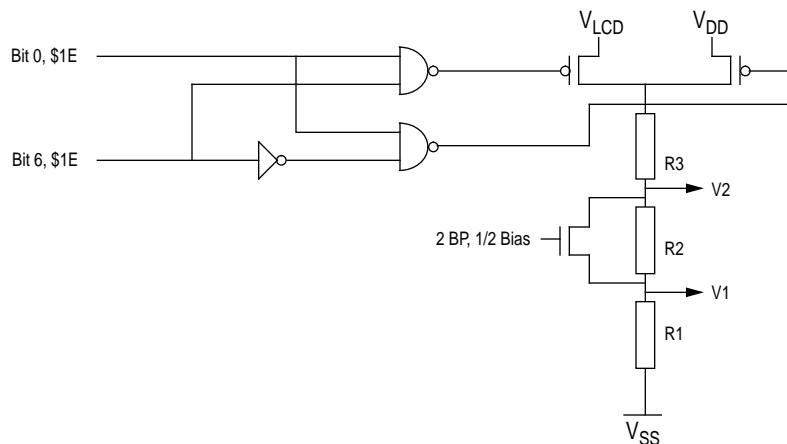 V_LCD
V_DD
Bit 0, $1E
Bit 6, $1E
R3
V2
2 BP, 1/2 Bias
R2
V1
R1
V_SS